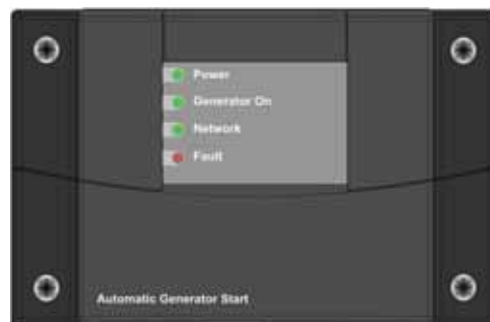 Power
Generator On
Network
Fault
Automatic Generator Start